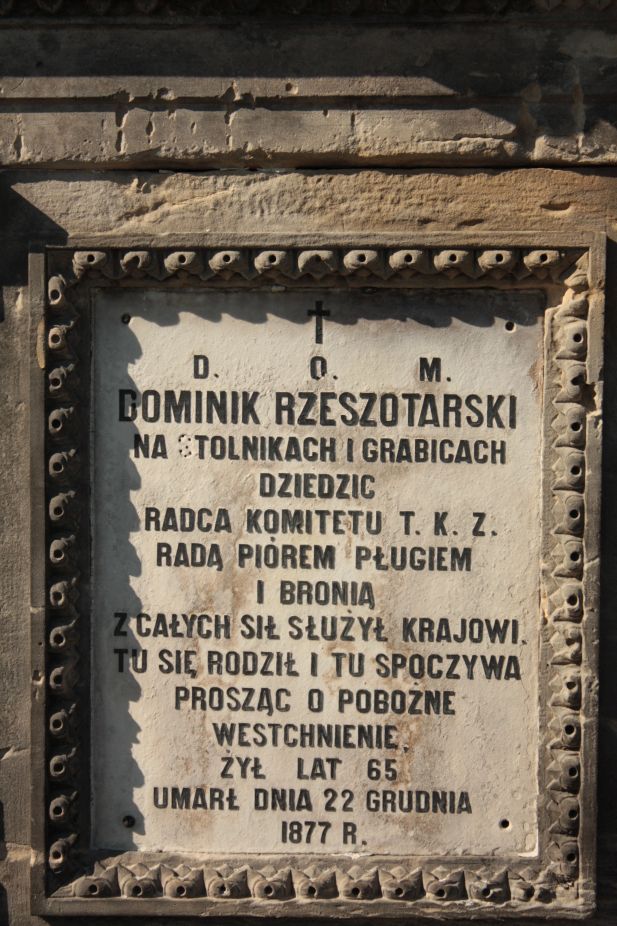 D. O. M.
DOMINIK RZESZOTARSKI
NA STOLNIKACH I GRABICACH
DZIEDZIC
RADCA KOMITETU T. K. Z.
RADĄ PIÓREM PŁUGIEM
I BRONIĄ
Z CAŁYCH SIŁ SŁUŻYŁ KRAJOWI.
TU SIĘ RODZIŁ I TU SPOCZYWA
PROSZĄC O POBOŻNE
WESTCHNIENIE.
ŻYŁ LAT 65
UMARŁ DNIA 22 GRUDNIA
1877 R.